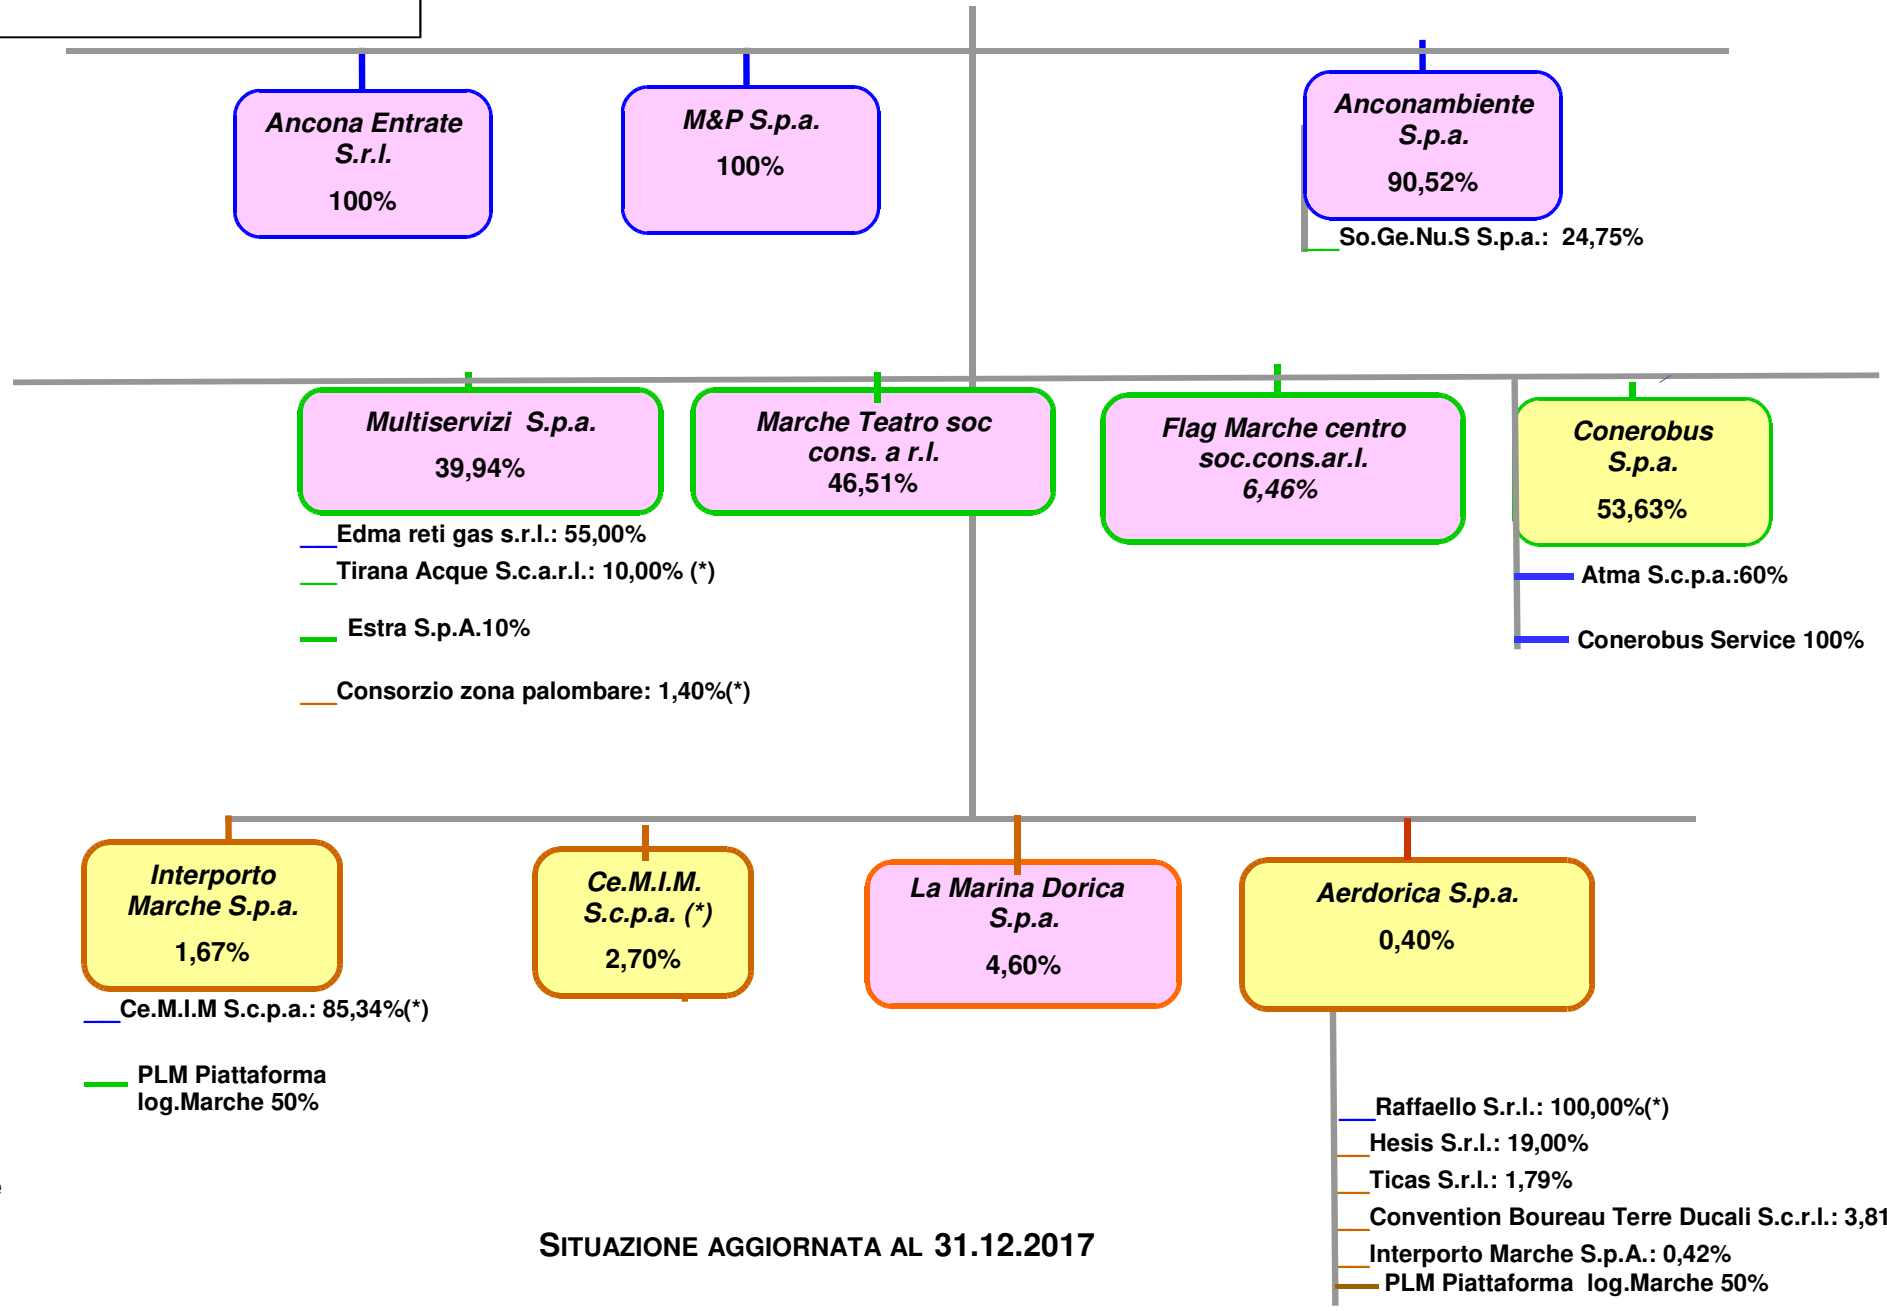 Ancona Entrate
S.r.l.
100%
M&P S.p.a.
100%
Anconambiente
S.p.a.
90,52%
So.Ge.Nu.S S.p.a.: 24,75%
Multiservizi S.p.a.
39,94%
Marche Teatro soc
cons. a r.l.
46,51%
Flag Marche centro
soc.cons.ar.l.
6,46%
Conerobus
S.p.a.
53,63%
Edma reti gas s.r.l.: 55,00%
Tirana Acque S.c.a.r.l.: 10,00% (*)
Estra S.p.A.10%
Consorzio zona palombare: 1,40%(*)
Atma S.c.p.a.:60%
Conerobus Service 100%
Interporto
Marche S.p.a.
1,67%
Ce.M.I.M.
S.c.p.a. (*)
2,70%
La Marina Dorica
S.p.a.
4,60%
Aerdorica S.p.a.
0,40%
Ce.M.I.M S.c.p.a.: 85,34%(*)
PLM Piattaforma
log.Marche 50%
Raffaello S.r.l.: 100,00%(*)
Hesis S.r.l.: 19,00%
Ticas S.r.l.: 1,79%
Convention Boureau Terre Ducali S.c.r.l.: 3,81
Interporto Marche S.p.A.: 0,42%
PLM Piattaforma log.Marche 50%
SITUAZIONE AGGIORNATA AL 31.12.2017